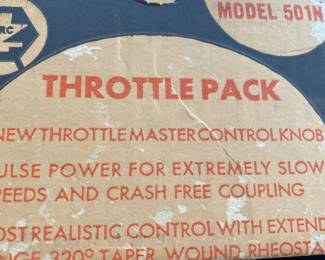 RC
MODEL 501N
THROTTLE PACK
NEW THROTTLE MASTER CONTROL KNOB
ULSE POWER FOR EXTREMELY SLOW
PEEDS AND CRASH FREE COUPLING
OST REALISTIC CONTROL WITH EXTEND
NGE 320° TAPER WOUND RHEOSTA